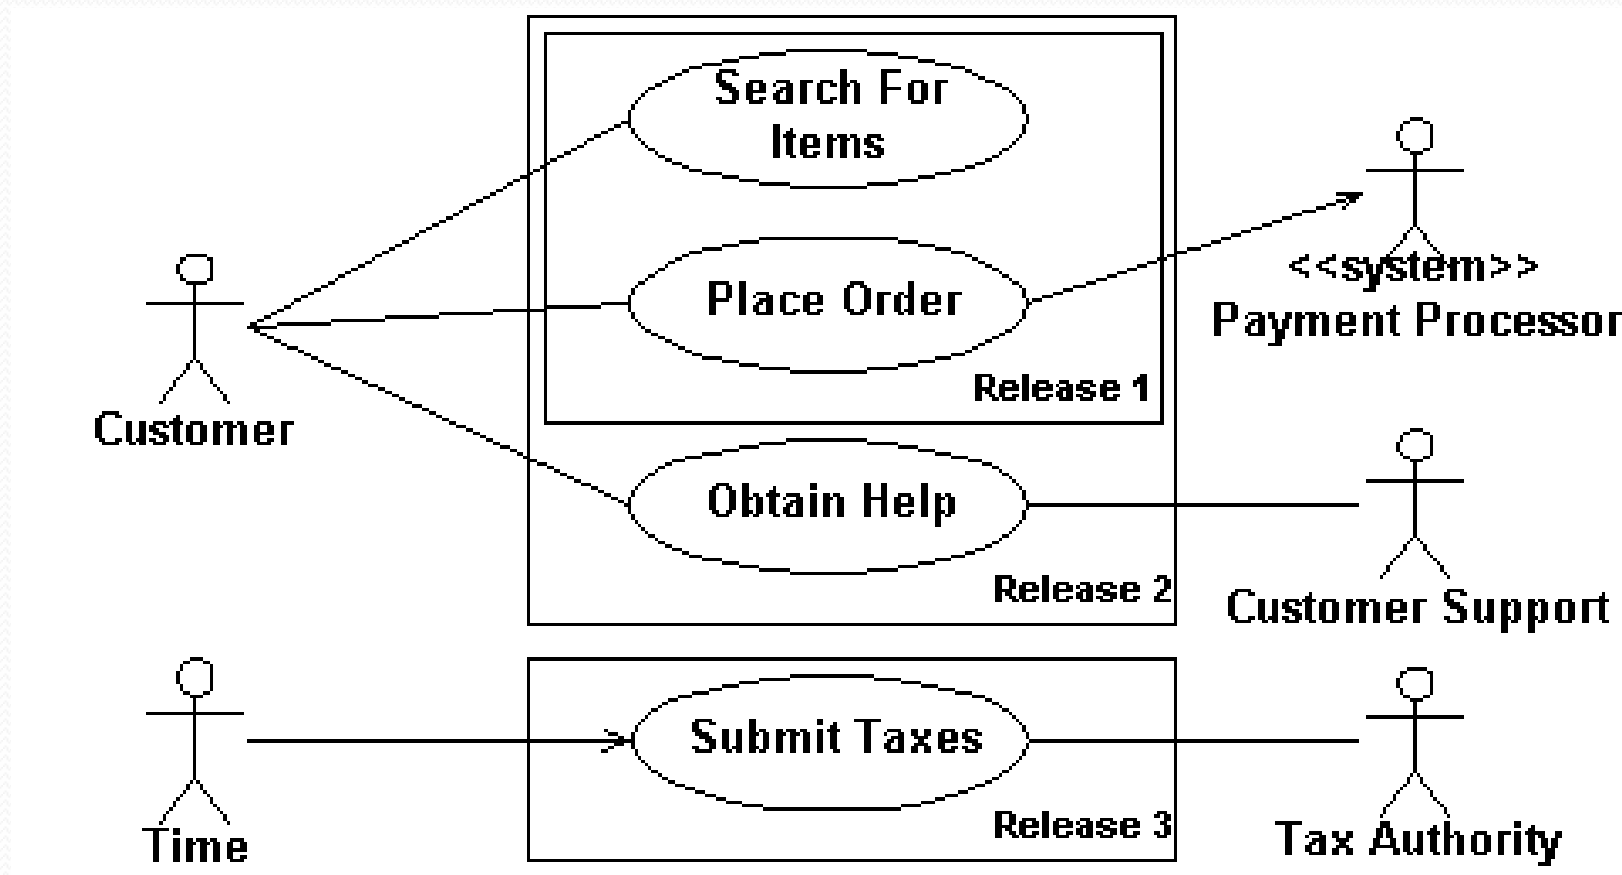 Search For
Items
Place Order
Release 1
<<system>>
Payment Processor
Customer
Obtain Help
Release 2
Customer Support
Submit Taxes
Release 3
Time
Tax Authority